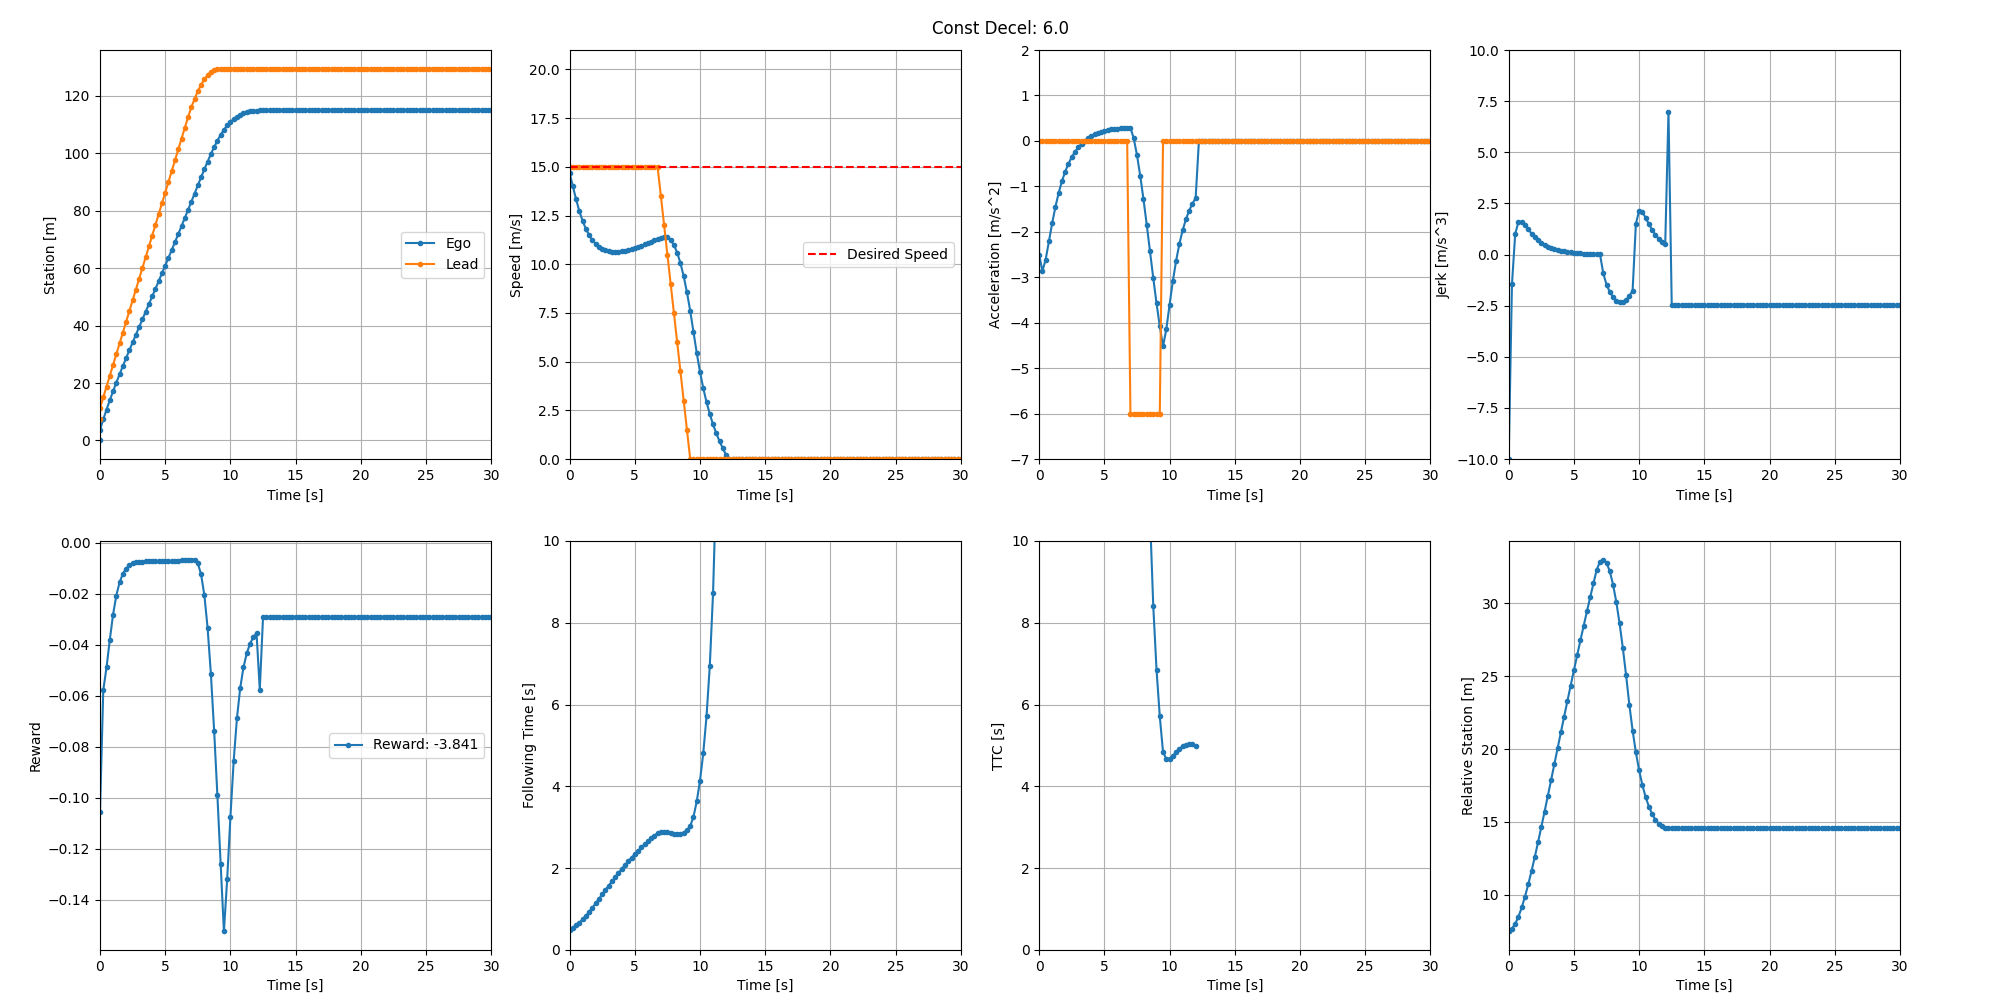 Const Decel: 6.0
Station [m]
120
100
80
60
40
20
0
Ego
Lead
0 5 10 15 20 25 30
Time [s]
Speed [m/s]
20.0
17.5
15.0
12.5
10.0
7.5
5.0
2.5
0.0
Desired Speed
0 5 10 15 20 25 30
Time [s]
Acceleration [m/s^2]
2
1
0
−1
−2
−3
−4
−5
−6
−7
0 5 10 15 20 25 30
Time [s]
Jerk [m/s^3]
10.0
7.5
5.0
2.5
0.0
−2.5
−5.0
−7.5
−10.0
0 5 10 15 20 25 30
Time [s]
Reward
0.00
−0.02
−0.04
−0.06
−0.08
−0.10
−0.12
−0.14
Reward: -3.841
0 5 10 15 20 25 30
Time [s]
Following Time [s]
10
8
6
4
2
0
0 5 10 15 20 25 30
Time [s]
TTC [s]
10
8
6
4
2
0
0 5 10 15 20 25 30
Time [s]
Relative Station [m]
30
25
20
15
10
0 5 10 15 20 25 30
Time [s]